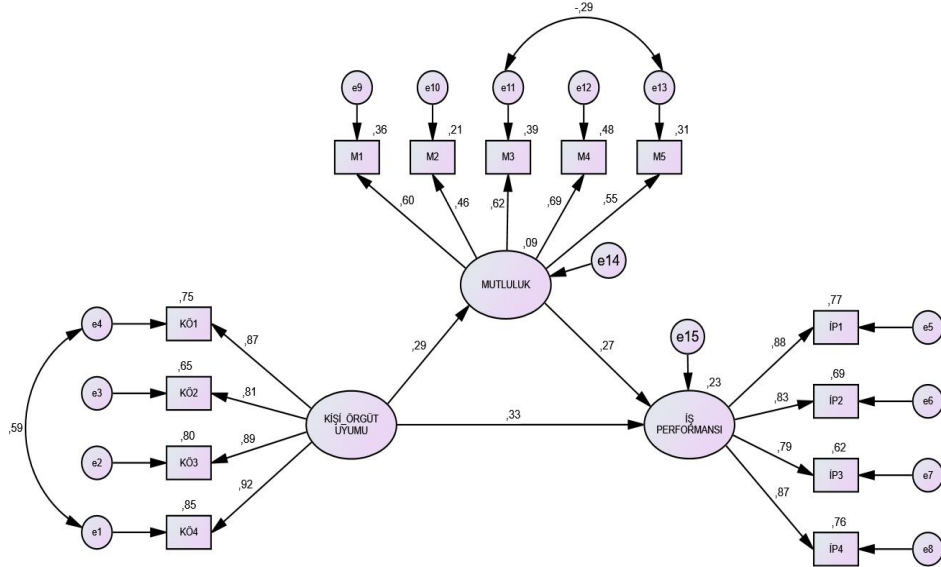 -,29
e9
e10
e11
e12
e13
,36
,21
,39
,48
,31
M1
M2
M3
M4
M5
,60
,46
,62
,69
,55
,09
e14
MUTLULUK
,75
,77
e4
KÖ1
İP1
e5
,87
,29
,27
e15
,88
,65
,69
e3
KÖ2
,81
,23
,83
İP2
e6
,59
KİŞİ_ÖRGÜT
UYUMU
,33
İŞ
PERFORMANSI
,80
,89
,79
,62
e2
KÖ3
İP3
e7
,92
,87
,85
,76
e1
KÖ4
İP4
e8